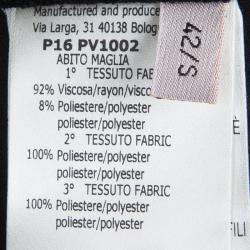 Manufactured and produce
Via Larga, 31 40138 Bolog
P16 PV1002
ABITO MAGLIA
1° TESSUTO FABR
92% Viscosa/rayon/visco
8% Poliestere/polyester
poliester/polyester
2° TESSUTO FABRIC
100% Poliestere/polyester
poliester/polyester
3° TESSUTO FABRIC
100% Poliestere/polyester
poliester/polyester
42/S
È
FILI